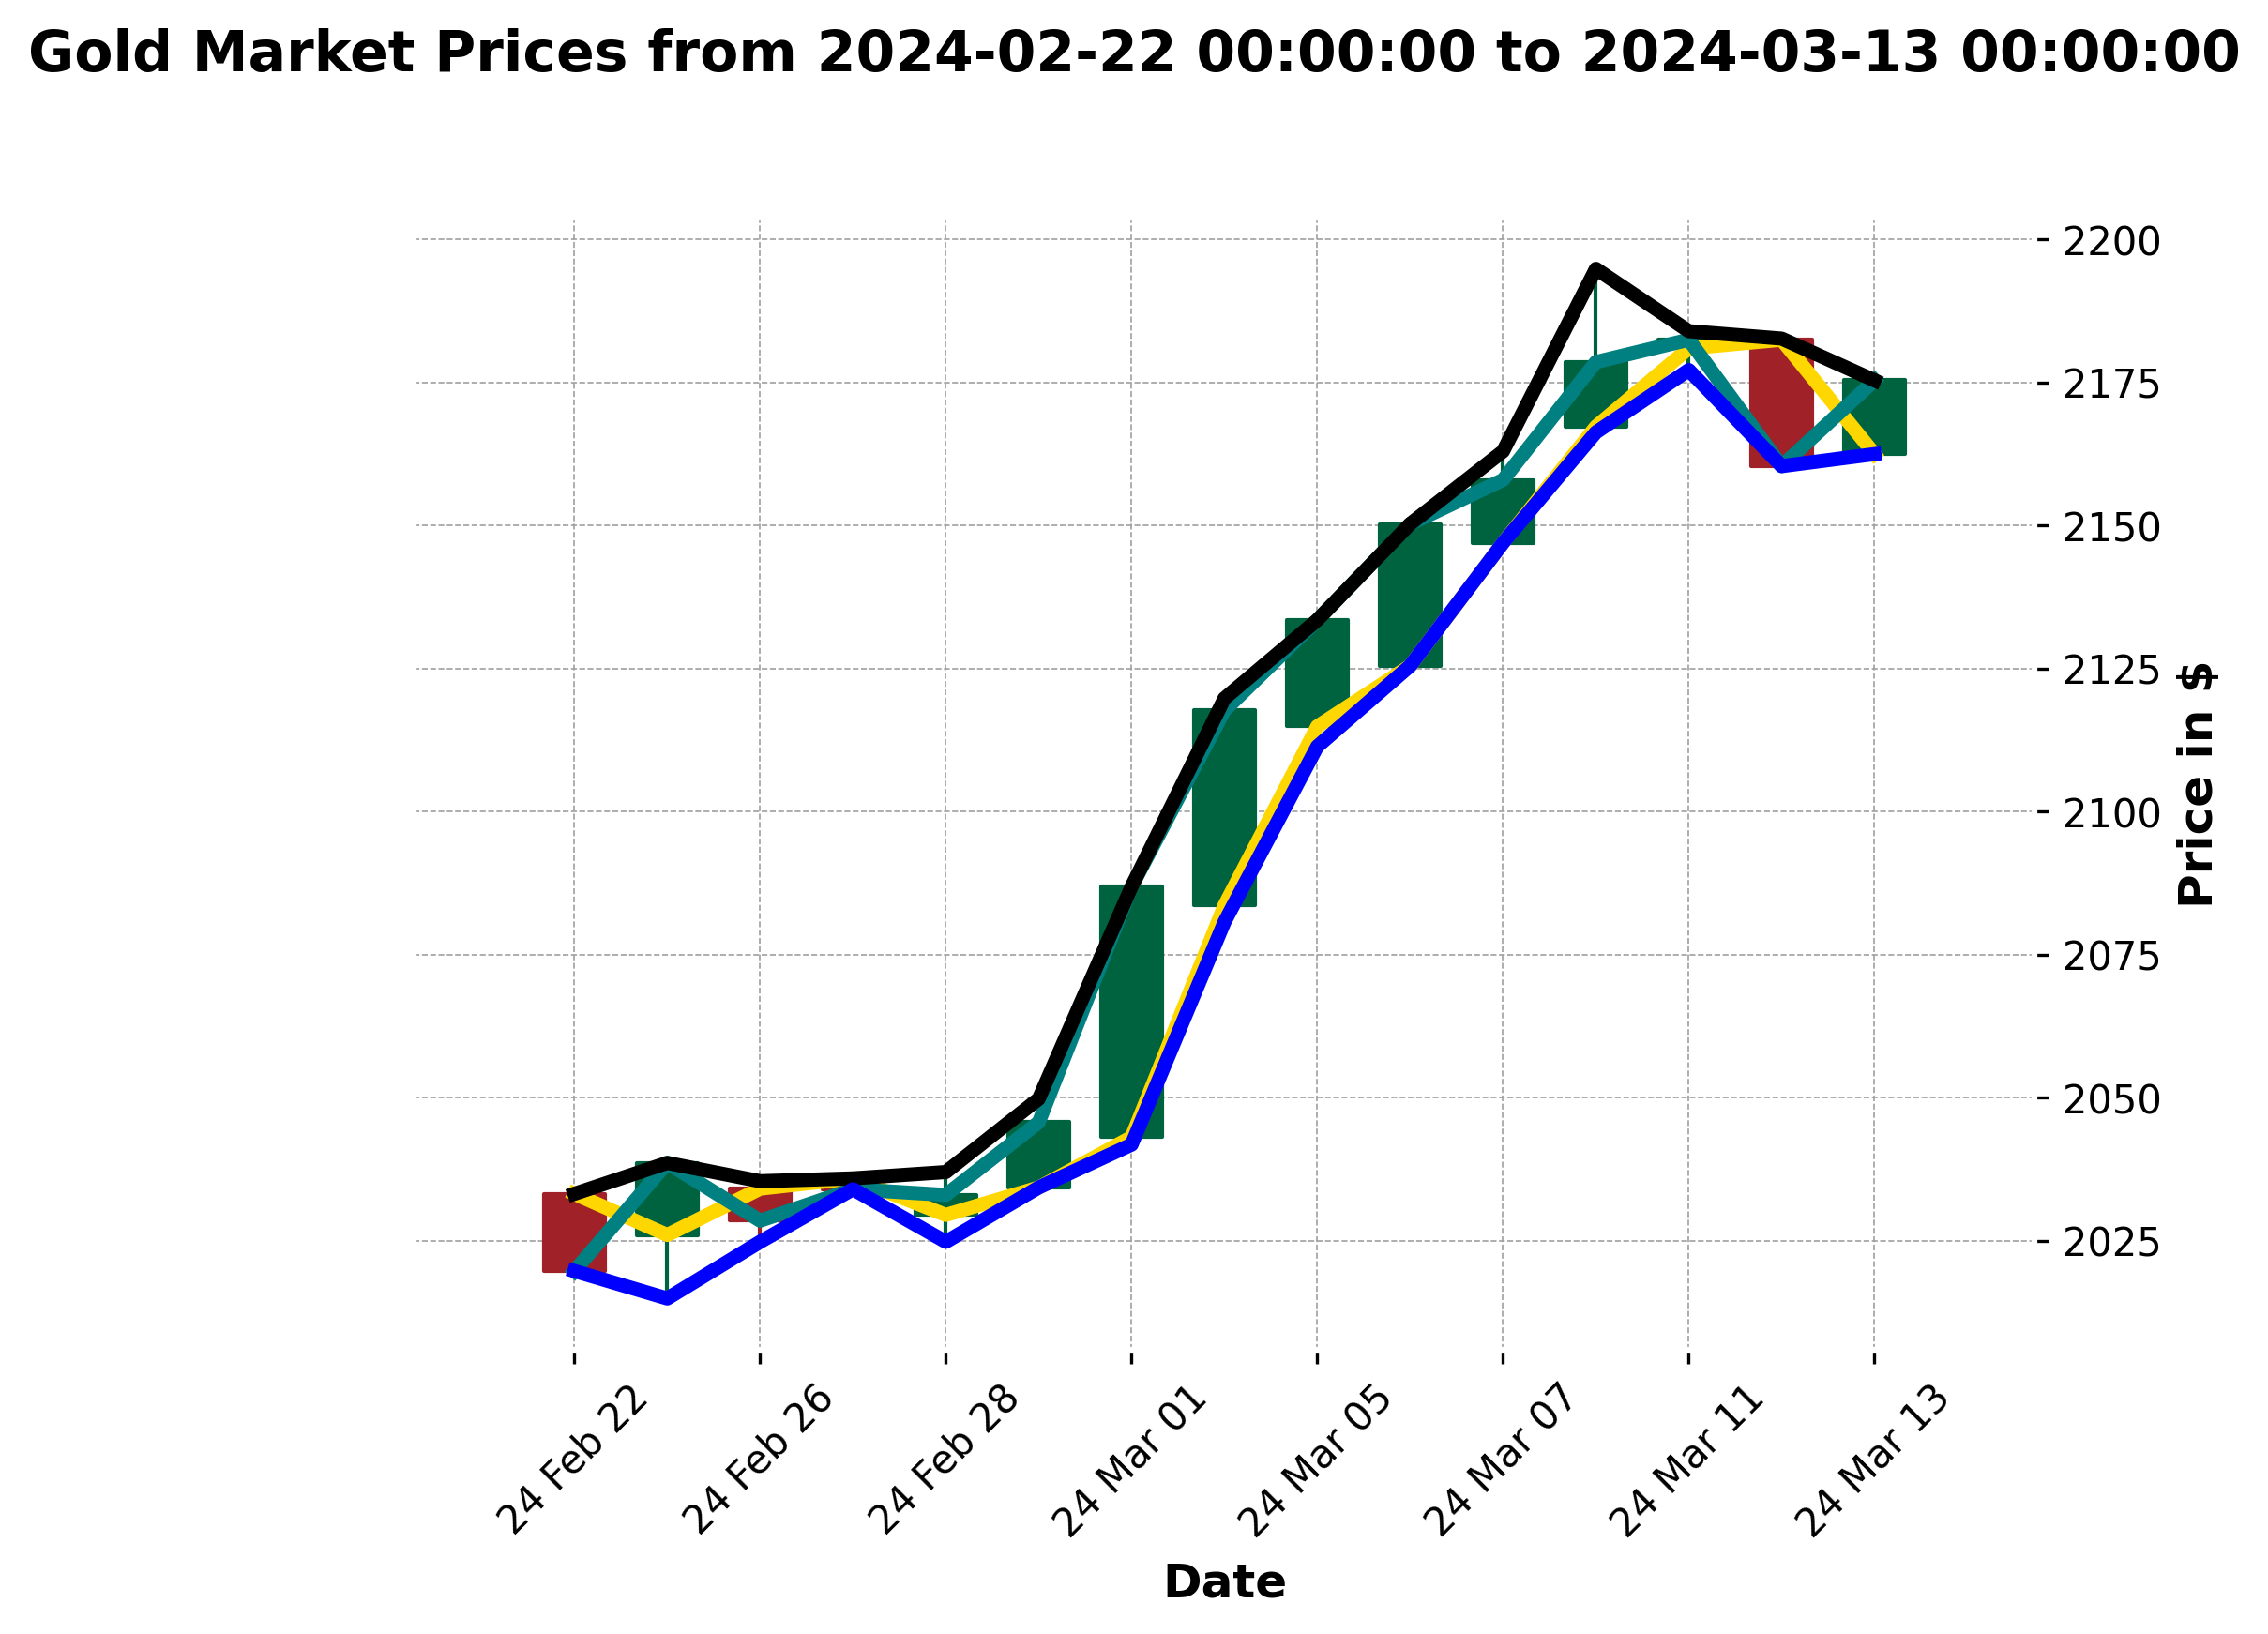 Gold Market Prices from 2024-02-22 00:00:00 to 2024-03-13 00:00:00
2200
2175
2150
2125
2100
2075
2050
2025
Price in $
24 Feb 22
24 Feb 26
24 Feb 28
24 Mar 01
24 Mar 05
24 Mar 07
24 Mar 11
24 Mar 13
Date